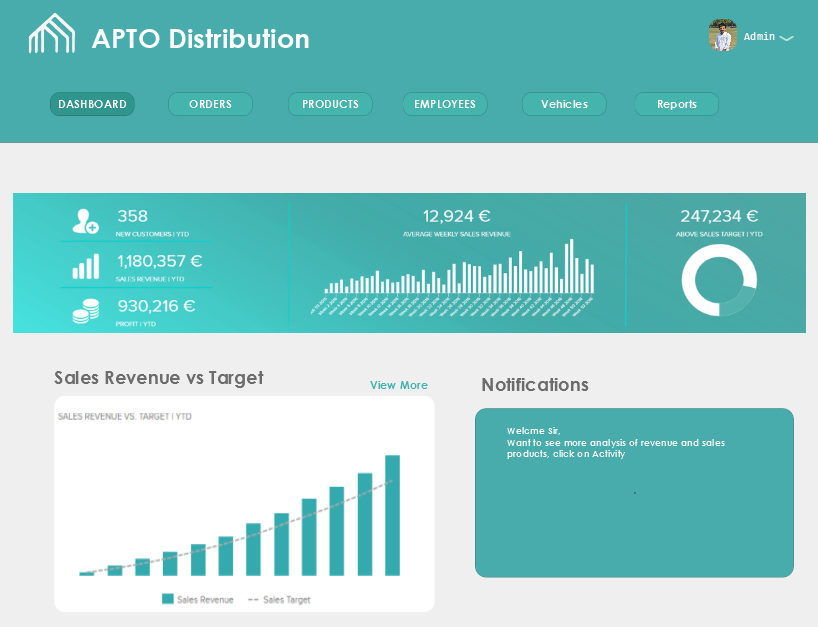 APTO Distribution
Admin
DASHBOARD
ORDERS
PRODUCTS
EMPLOYEES
Vehicles
Reports
358
NEW CUSTOMERS | YTD
1,180,357 €
SALES REVENUE | YTD
930,216 €
PROFIT | YTD
12,924 €
AVERAGE WEEKLY SALES REVENUE
247,234 €
ABOVE SALES TARGET | YTD
Sales Revenue vs Target
View More
SALES REVENUE VS. TARGET | YTD
Sales Revenue
Sales Target
Notifications
Welcme Sir,
Want to see more analysis of revenue and sales
products, click on Activity